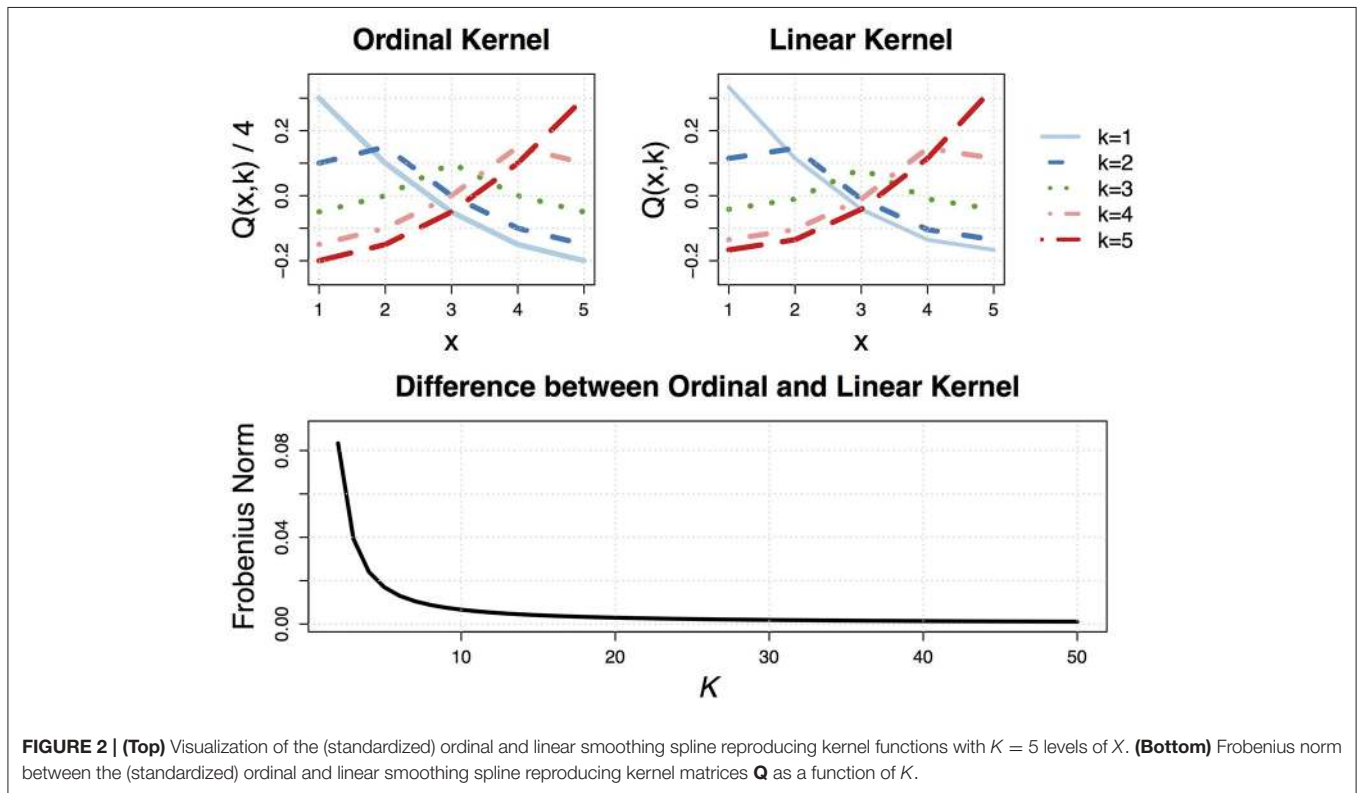 Ordinal Kernel
Q(x,k) / 4
0.2
0.0
−0.2
1 2 3 4 5
x
Linear Kernel
Q(x,k)
0.2
0.0
−0.2
1 2 3 4 5
x
k=1
k=2
k=3
k=4
k=5
Difference between Ordinal and Linear Kernel
Frobenius Norm
0.08
0.04
0.00
10 20 30 40 50
K
FIGURE 2 | (Top) Visualization of the (standardized) ordinal and linear smoothing spline reproducing kernel functions with K = 5 levels of X. (Bottom) Frobenius norm
between the (standardized) ordinal and linear smoothing spline reproducing kernel matrices Q as a function of K.